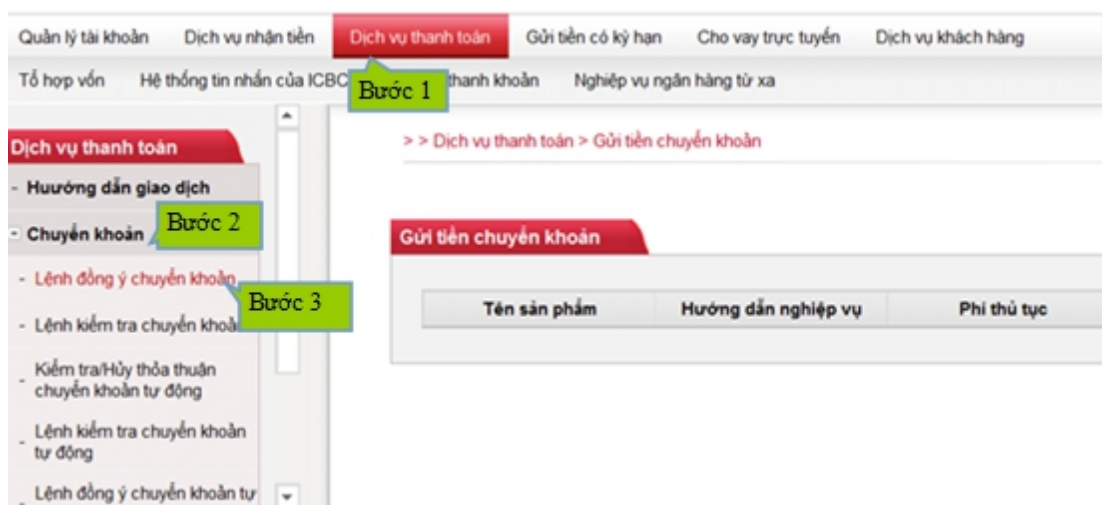 Quản lý tài khoản Dịch vụ nhận tiền Dịch vụ thanh toán Gửi tiền có kỳ hạn Cho vay trực tuyến Dịch vụ khách hàng
Tổ hợp vốn Hệ thống tin nhắn của ICBC thanh khoản Nghiệp vụ ngân hàng từ xa
Bước 1
Dịch vụ thanh toán
> > Dịch vụ thanh toán > Gửi tiền chuyển khoản
- Huướng dẫn giao dịch
Bước 2
- Chuyển khoản
Gửi tiền chuyển khoản
- Lệnh đồng ý chuyển khoản
Bước 3
Tên sản phẩm Hướng dẫn nghiệp vụ Phí thủ tục
- Lệnh kiểm tra chuyển khoản
- Kiểm tra/Hủy thỏa thuận
chuyển khoản tự động
- Lệnh kiểm tra chuyển khoản
tự động
- Lệnh đồng ý chuyển khoản tự